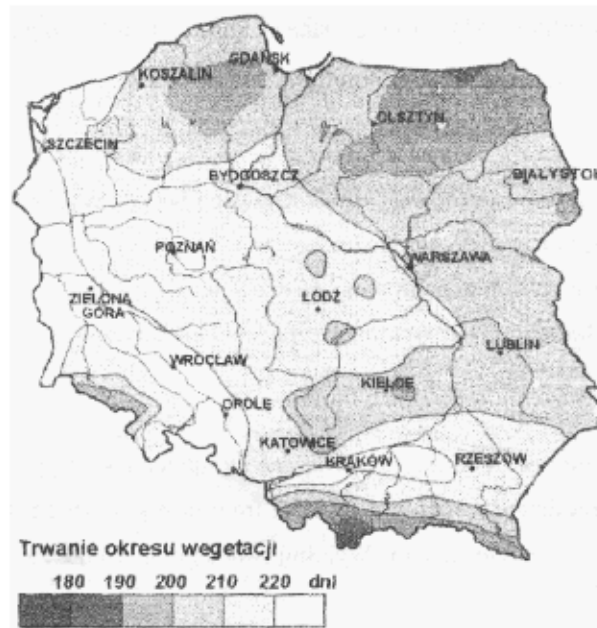 GDAŃSK
KOSZALIN
OLSZTYN
SZCZECIN
BIAŁYSTOK
BYDGOSZCZ
POZNAŃ
WARSZAWA
ZIELONA
GÓRA
ŁÓDŹ
LUBLIN
WROCŁAW
KIELCE
OPOLE
KATOWICE
KRAKÓW
RZESZÓW
Trwanie okresu wegetacji
180 190 200 210 220 dni